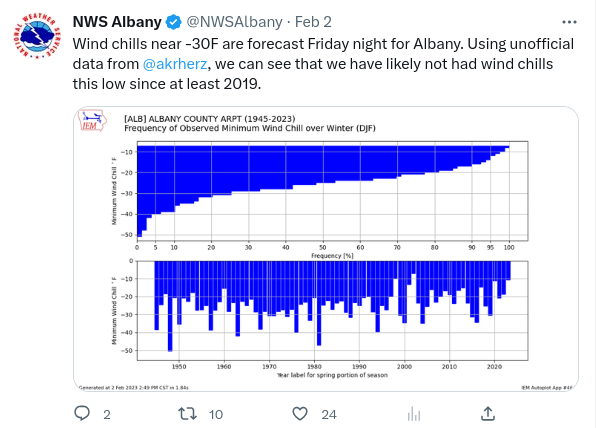 NWS Albany @NWSAlbany · Feb 2
Wind chills near -30F are forecast Friday night for Albany. Using unofficial
data from @akrherz, we can see that we have likely not had wind chills
this low since at least 2019.
NATIONAL WEATHER SERVICE
IEM
[ALB] ALBANY COUNTY ARPT (1945-2023)
Frequency of Observed Minimum Wind Chill over Winter (DJF)
Minimum Wind Chill °F
−10
−20
−30
−40
−50
0 5 10 20 30 40 50 60 70 80 90 95 100
Frequency [%]
Minimum Wind Chill °F
0
−10
−20
−30
−40
−50
1950 1960 1970 1980 1990 2000 2010 2020
Year label for spring portion of season
Generated at 2 Feb 2023 2:49 PM CST in 1.84s
IEM Autoplot App #4
2 10 24